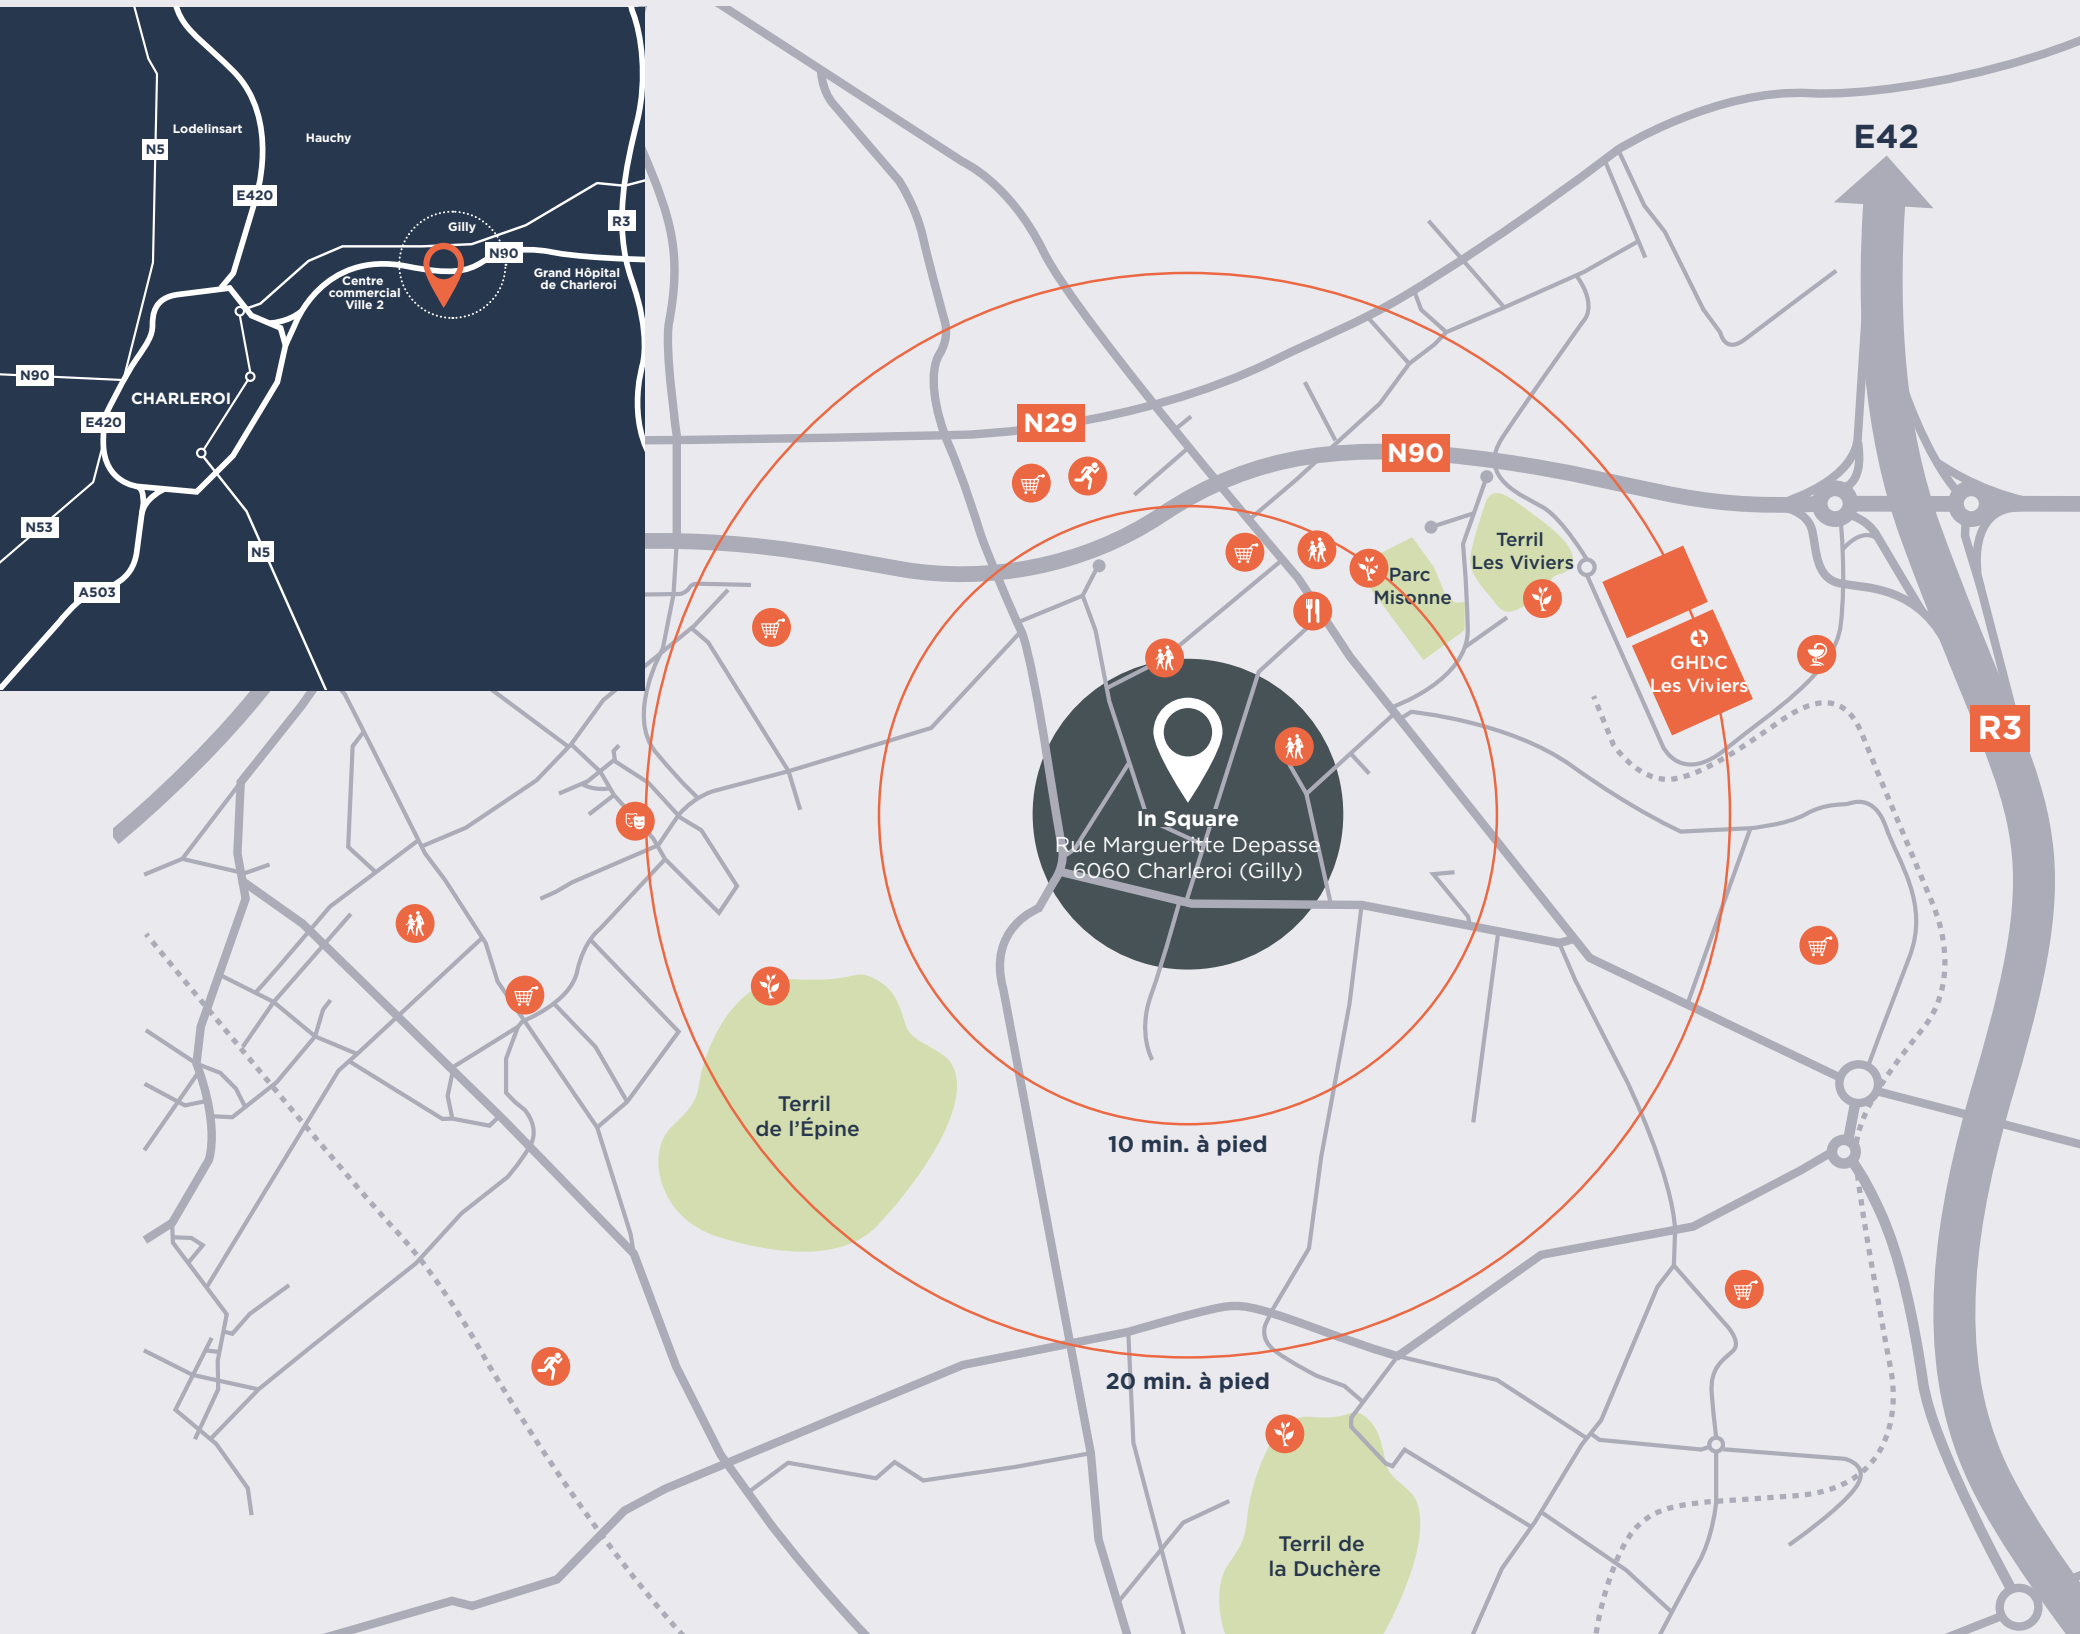 Lodelinsart
Hauchy
N5
E420
R3
Gilly
N90
Grand Hôpital
de Charleroi
Centre
commercial
Ville 2
N90
CHARLEROI
E420
N53
N5
A503
E42
N29
N90
Terril
Les Viviers
Parc
Misonne
GHDC
Les Viviers
R3
In Square
Rue Margueritte Depasse
6060 Charleroi (Gilly)
Terril
de l’Épine
10 min. à pied
20 min. à pied
Terril de
la Duchère